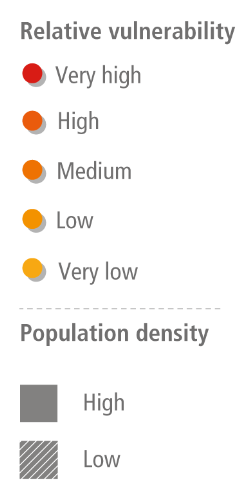 Relative vulnerability
Very high
High
Medium
Low
Very low
Population density
High
Low